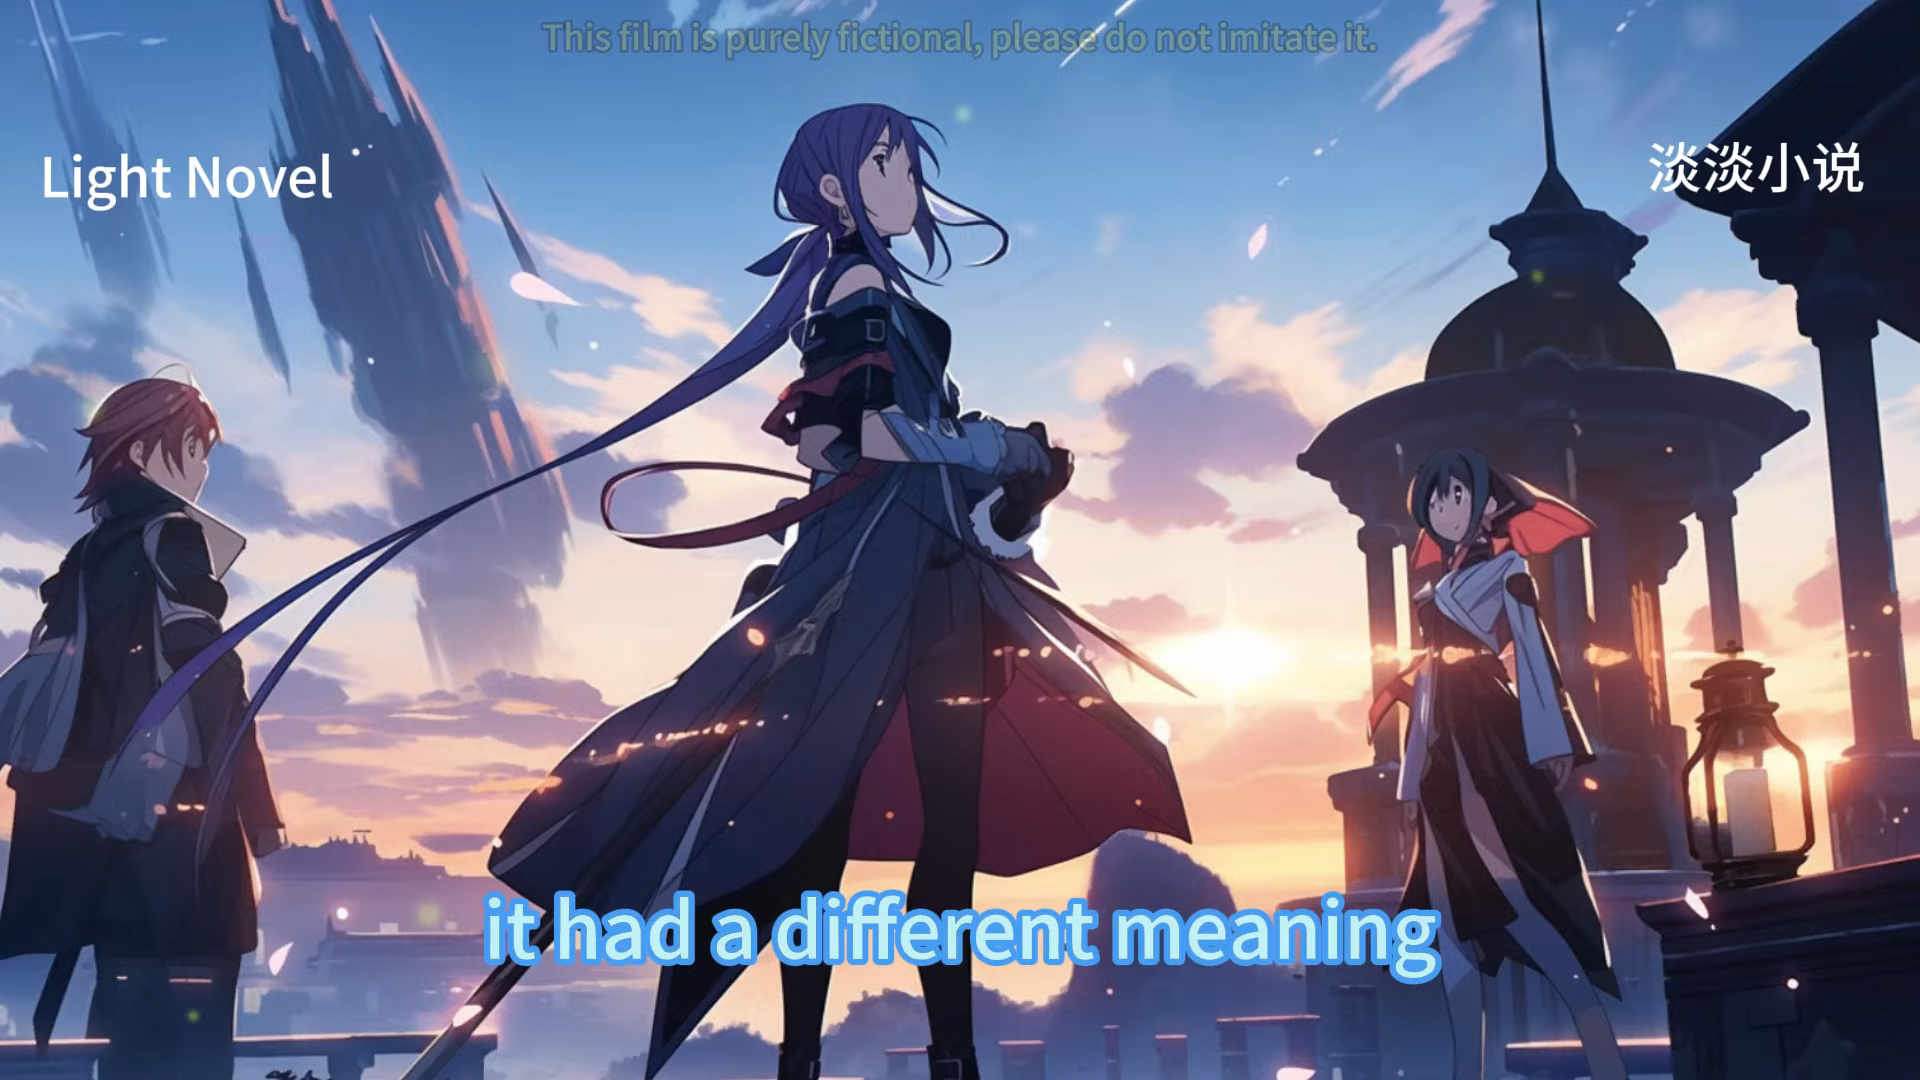 This film is purely fictional, please do not imitate it.
Light Novel
淡淡小说
it had a different meaning